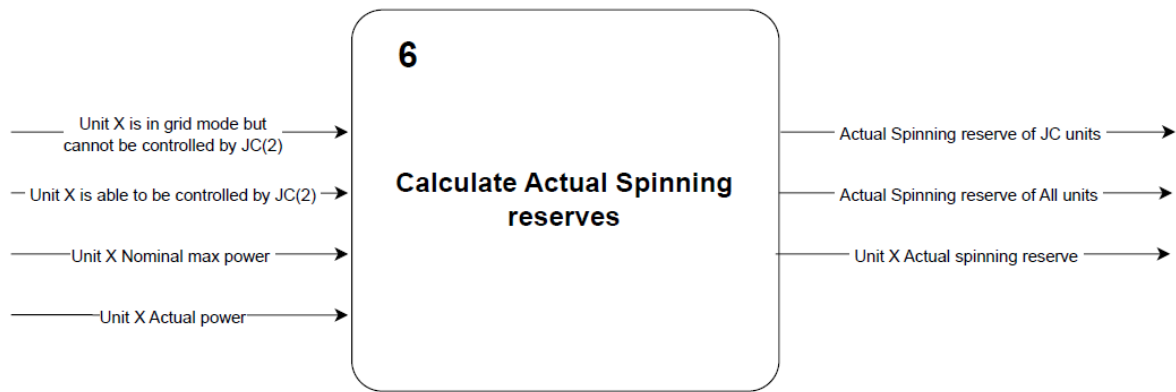 6
Unit X is in grid mode but
cannot be controlled by JC(2)
Unit X is able to be controlled by JC(2)
Unit X Nominal max power
Unit X Actual power
Calculate Actual Spinning
reserves
Actual Spinning reserve of JC units
Actual Spinning reserve of All units
Unit X Actual spinning reserve